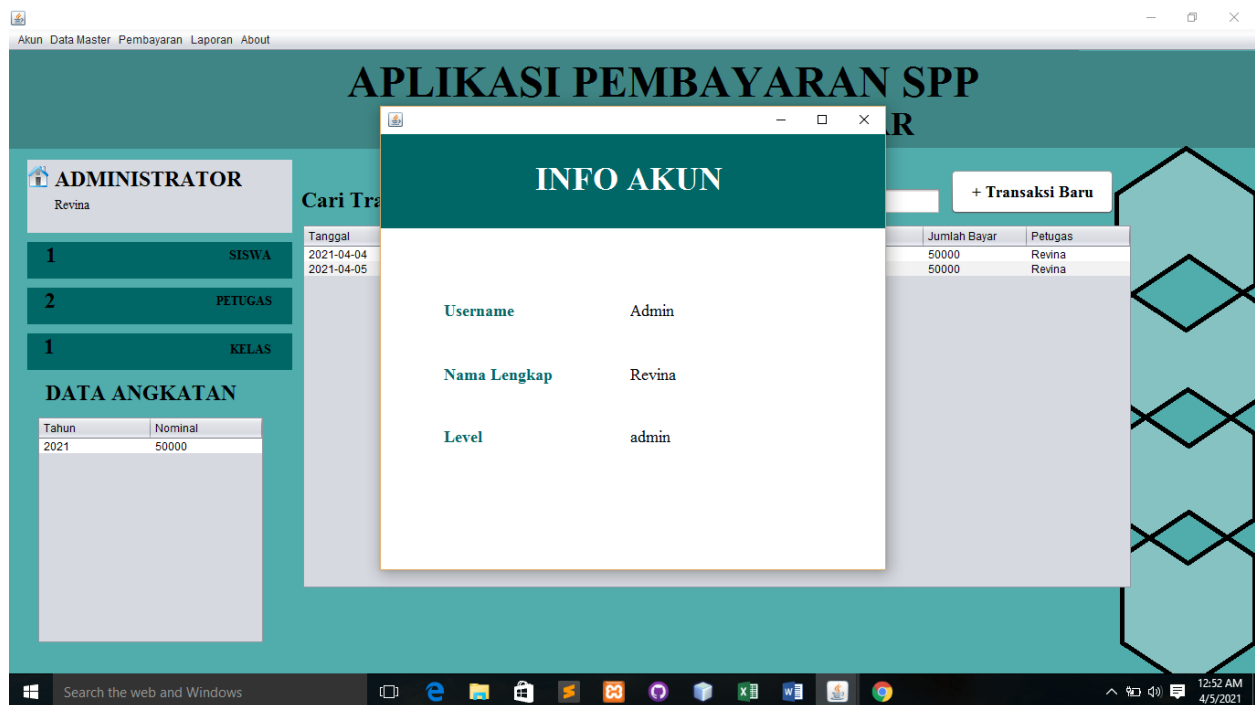 Akun Data Master Pembayaran Laporan About
APLIKASI PEMBAYARAN SPP
R
INFO AKUN
ADMINISTRATOR
Revina
Cari Tra
+ Transaksi Baru
1 SISWA
2 PETUGAS
1 KELAS
Tanggal Jumlah Bayar Petugas
2021-04-04 50000 Revina
2021-04-05 50000 Revina
Username Admin
Nama Lengkap Revina
Level admin
DATA ANGKATAN
Tahun Nominal
2021 50000
Search the web and Windows
12:52 AM
4/5/2021